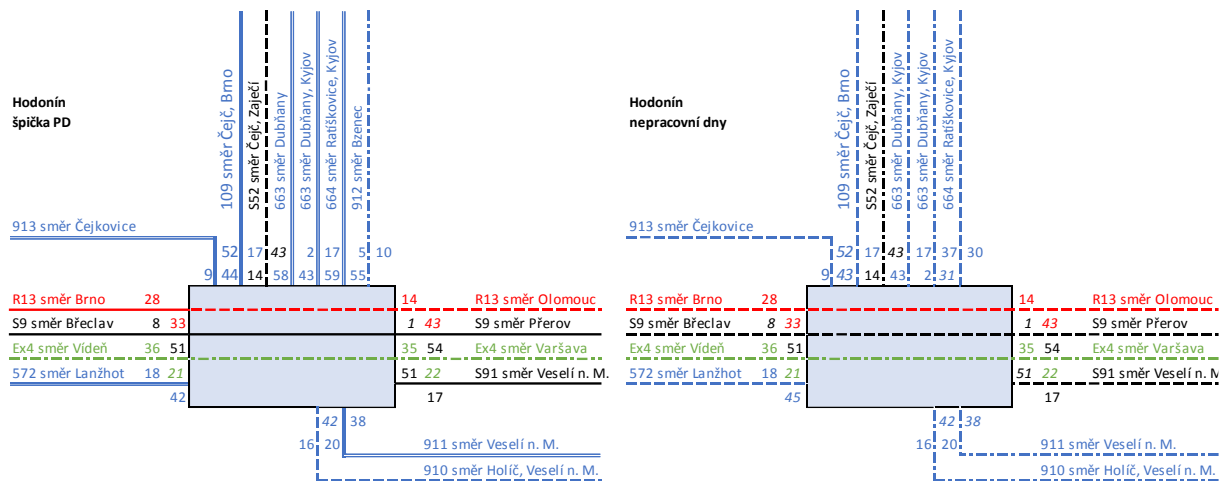 Hodonín
špička PD
109 směr Čejč, Brno
S52 směr Čejč, Zaječí
663 směr Dubňany
663 směr Dubňany, Kyjov
664 směr Ratíškovice, Kyjov
912 směr Bzenec
913 směr Čejkovice
52 17 43 2 17 5 10
9 44 14 58 43 59 55
R13 směr Brno 28 14 R13 směr Olomouc
S9 směr Břeclav 8 33 1 43 S9 směr Přerov
Ex4 směr Vídeň 36 51 35 54 Ex4 směr Varšava
572 směr Lanžhot 18 21 51 22 S91 směr Veselí n. M.
42 17
42 38
16 20 911 směr Veselí n. M.
910 směr Holíč, Veselí n. M.
Hodonín
nepracovní dny
109 směr Čejč, Brno
S52 směr Čejč, Zaječí
663 směr Dubňany, Kyjov
663 směr Dubňany, Kyjov
664 směr Ratíškovice, Kyjov
913 směr Čejkovice
52 17 43 17 37 30
9 43 14 43 2 31
R13 směr Brno 28 14 R13 směr Olomouc
S9 směr Břeclav 8 33 1 43 S9 směr Přerov
Ex4 směr Vídeň 36 51 35 54 Ex4 směr Varšava
572 směr Lanžhot 18 21 51 22 S91 směr Veselí n. M
45 17
42 38
16 20 911 směr Veselí n. M.
910 směr Holíč, Veselí n. M.